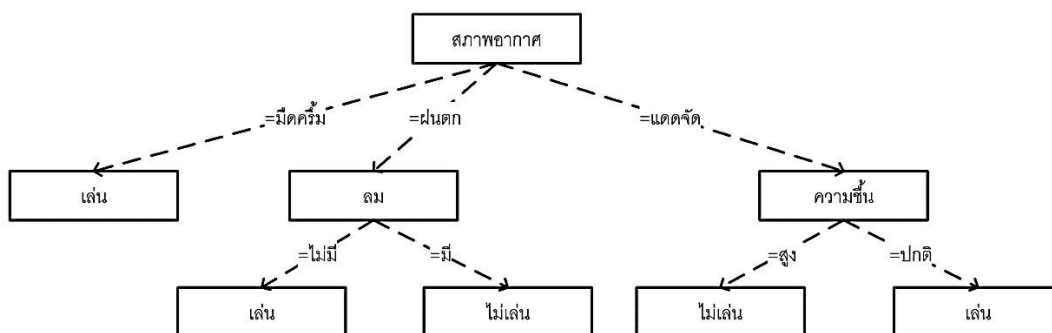 สภาพอากาศ
=มืดครึ้ม
=ฝนตก
=แดดจัด
เล่น
ลม
ความชื้น
=ไม่มี
=มี
=สูง
=ปกติ
เล่น
ไม่เล่น
ไม่เล่น
เล่น